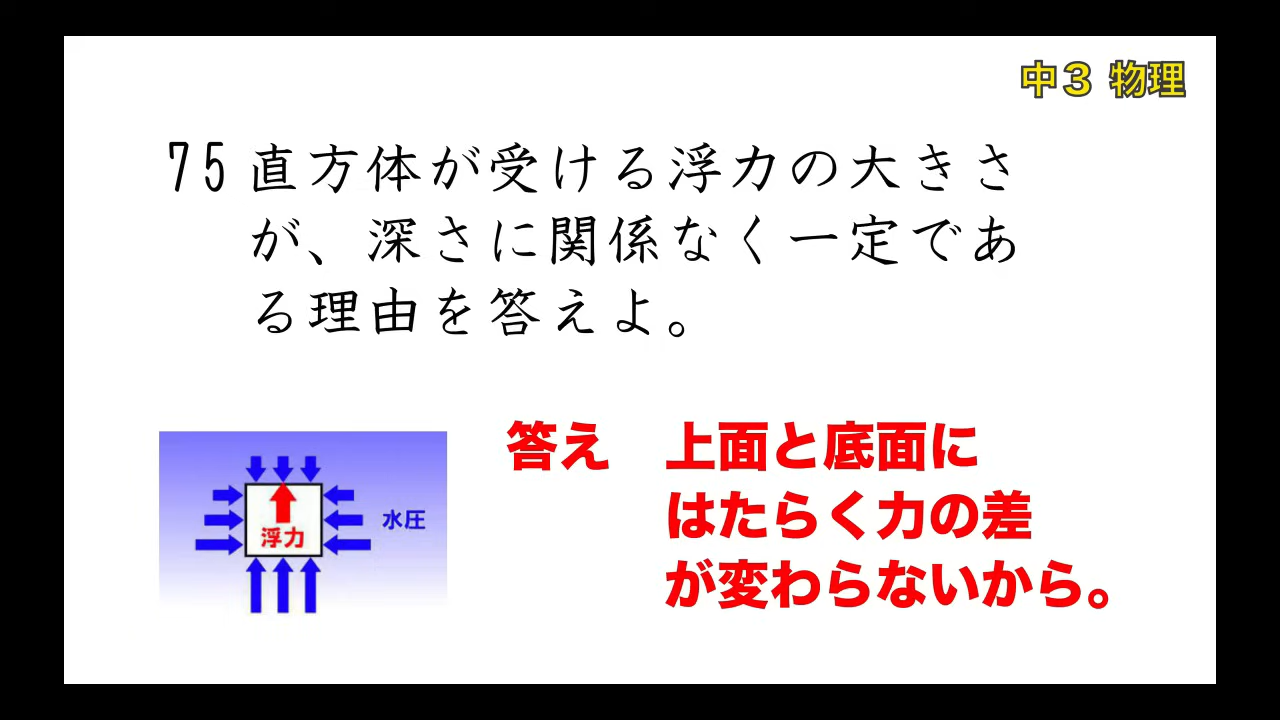 中3 物理
75 直方体が受ける浮力の大きさ
が、深さに関係なく一定であ
る理由を答えよ。
答え 上面と底面に
はたらく力の差
が変わらないから。
水圧
浮力